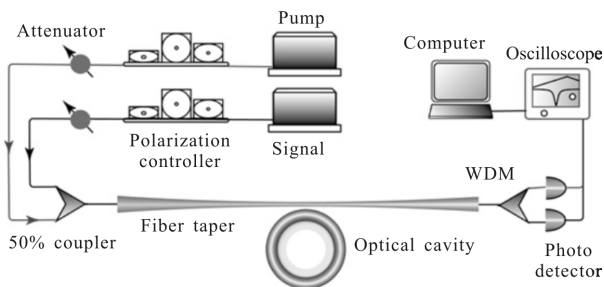 Pump
Attenuator
Computer
Oscilloscope
Polarization
controller
Signal
WDM
Fiber taper
50% coupler
Optical cavity
Photo
detector